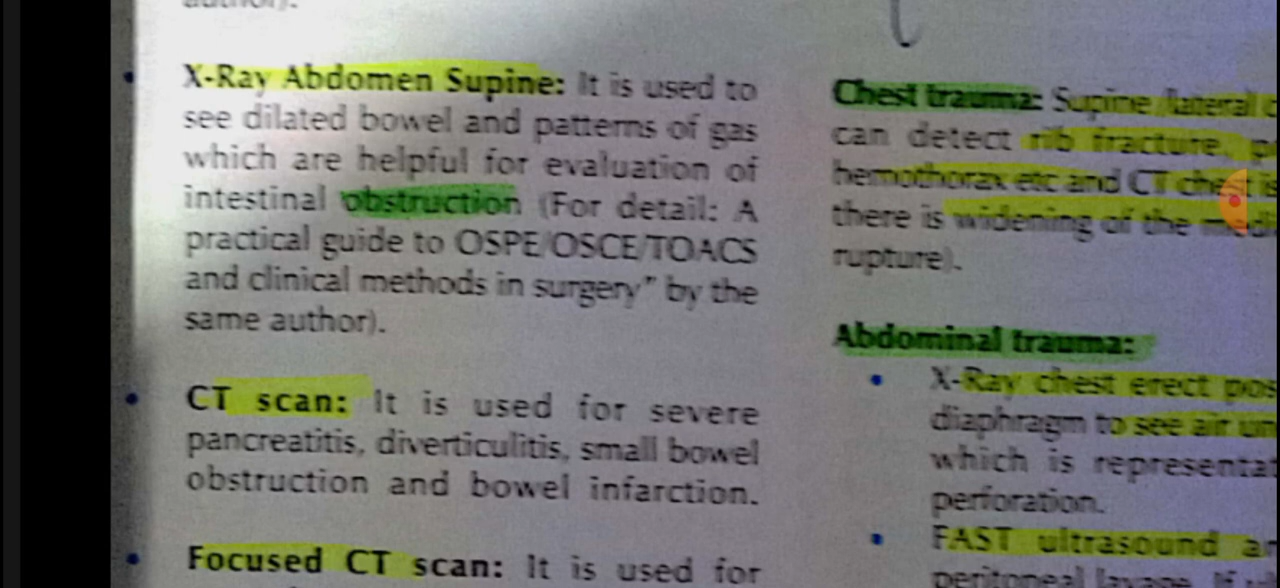 author).
X-Ray Abdomen Supine: It is used to
see dilated bowel and patterns of gas
which are helpful for evaluation of
intestinal obstruction (For detail: A
practical guide to OSPE/OSCE/TOACS
and clinical methods in surgery” by the
same author).
CT scan: It is used for severe
pancreatitis, diverticulitis, small bowel
obstruction and bowel infarction.
Focused CT scan: It is used for
Chest trauma: Supine /lateral
can detect rib fracture,
hemothorax etc and CT chest is
there is widening of the
rupture).
Abdominal trauma:
X-Ray chest erect
diaphragm to see air
which is
perforation.
FAST ultrasound
peritoneal lavage. If